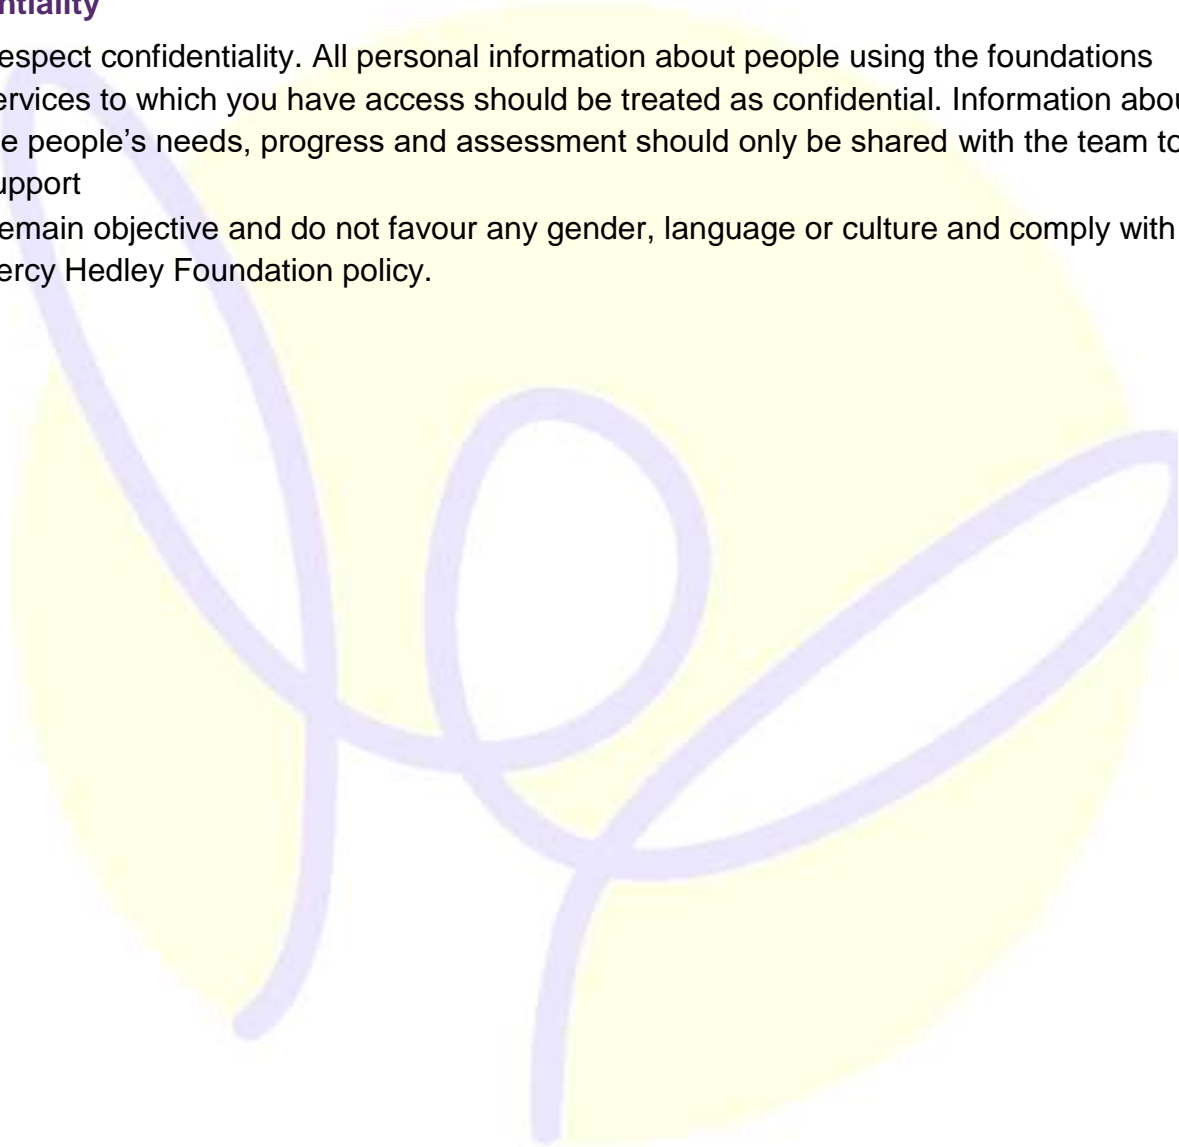 ntiality
espect confidentiality. All personal information about people using the foundations
ervices to which you have access should be treated as confidential. Information abou
e people's needs, progress and assessment should only be shared with the team to
upport
emain objective and do not favour any gender, language or culture and comply with
ercy Hedley Foundation policy.